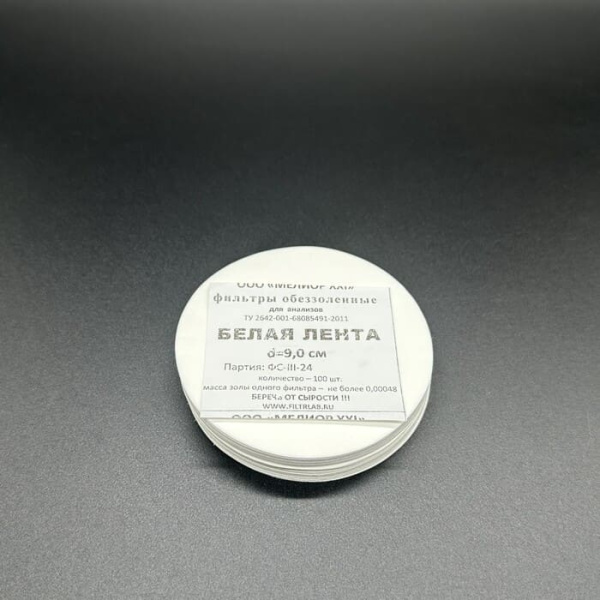 ООО «МЕЛИОР XXI»
фильтры обеззоленные
для анализов
ТУ 2642-001-68085491-2011
БЕЛАЯ ЛЕНТА
d=9,0 см
Партия: ФС-III-24
количество – 100 шт.
масса золы одного фильтра – не более 0,00048
БЕРЕЧЬ ОТ СЫРОСТИ !!!
WWW.FILTRLAB.RU
ООО «МЕЛИОР XXI»